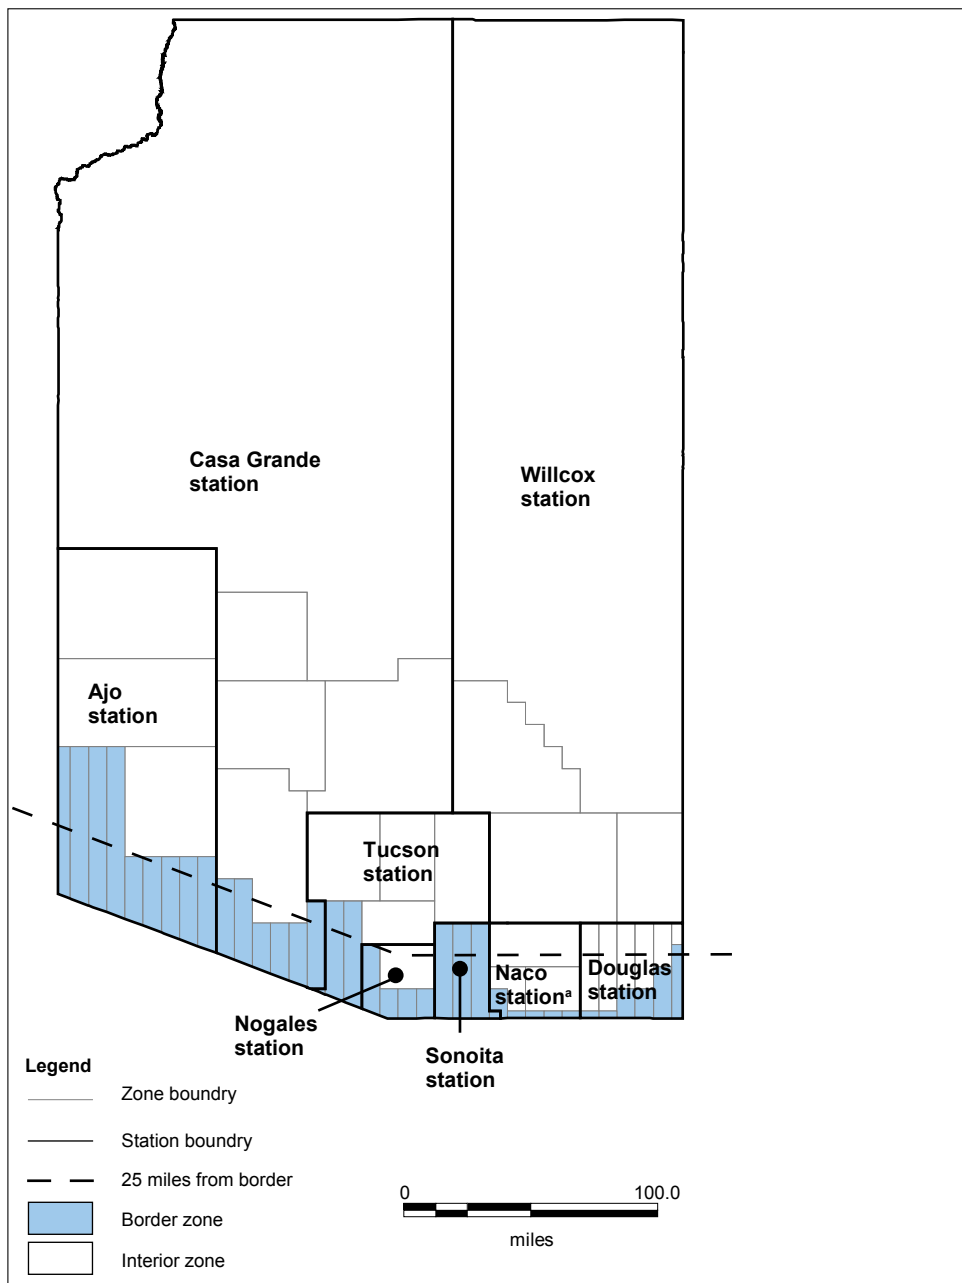 Casa Grande
station
Willcox
station
Ajo
station
Tucson
station
Naco
stationᵃ
Douglas
station
Nogales
station
Sonoita
station
Legend
Zone boundry
Station boundry
25 miles from border
Border zone
Interior zone
0 100.0
miles